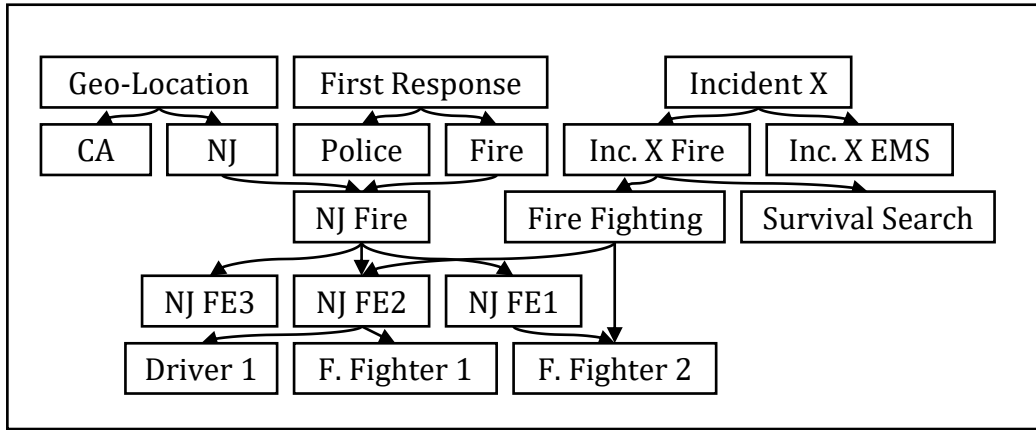 Geo-Location First Response Incident X
CA NJ Police Fire Inc. X Fire Inc. X EMS
NJ Fire Fire Fighting Survival Search
NJ FE3 NJ FE2 NJ FE1
Driver 1 F. Fighter 1 F. Fighter 2